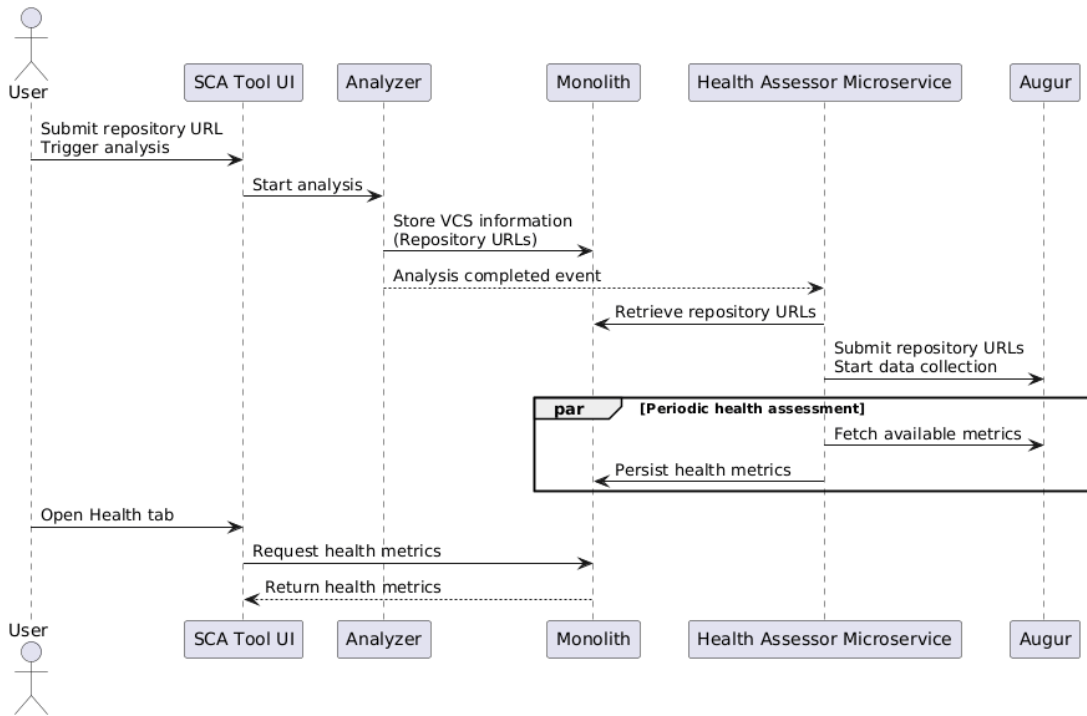 User
SCA Tool UI
Analyzer
Monolith
Health Assessor Microservice
Augur
Submit repository URL
Trigger analysis
Start analysis
Store VCS information
(Repository URLs)
Analysis completed event
Retrieve repository URLs
Submit repository URLs
Start data collection
par
[Periodic health assessment]
Fetch available metrics
Persist health metrics
Open Health tab
Request health metrics
Return health metrics
User
SCA Tool UI
Analyzer
Monolith
Health Assessor Microservice
Augur